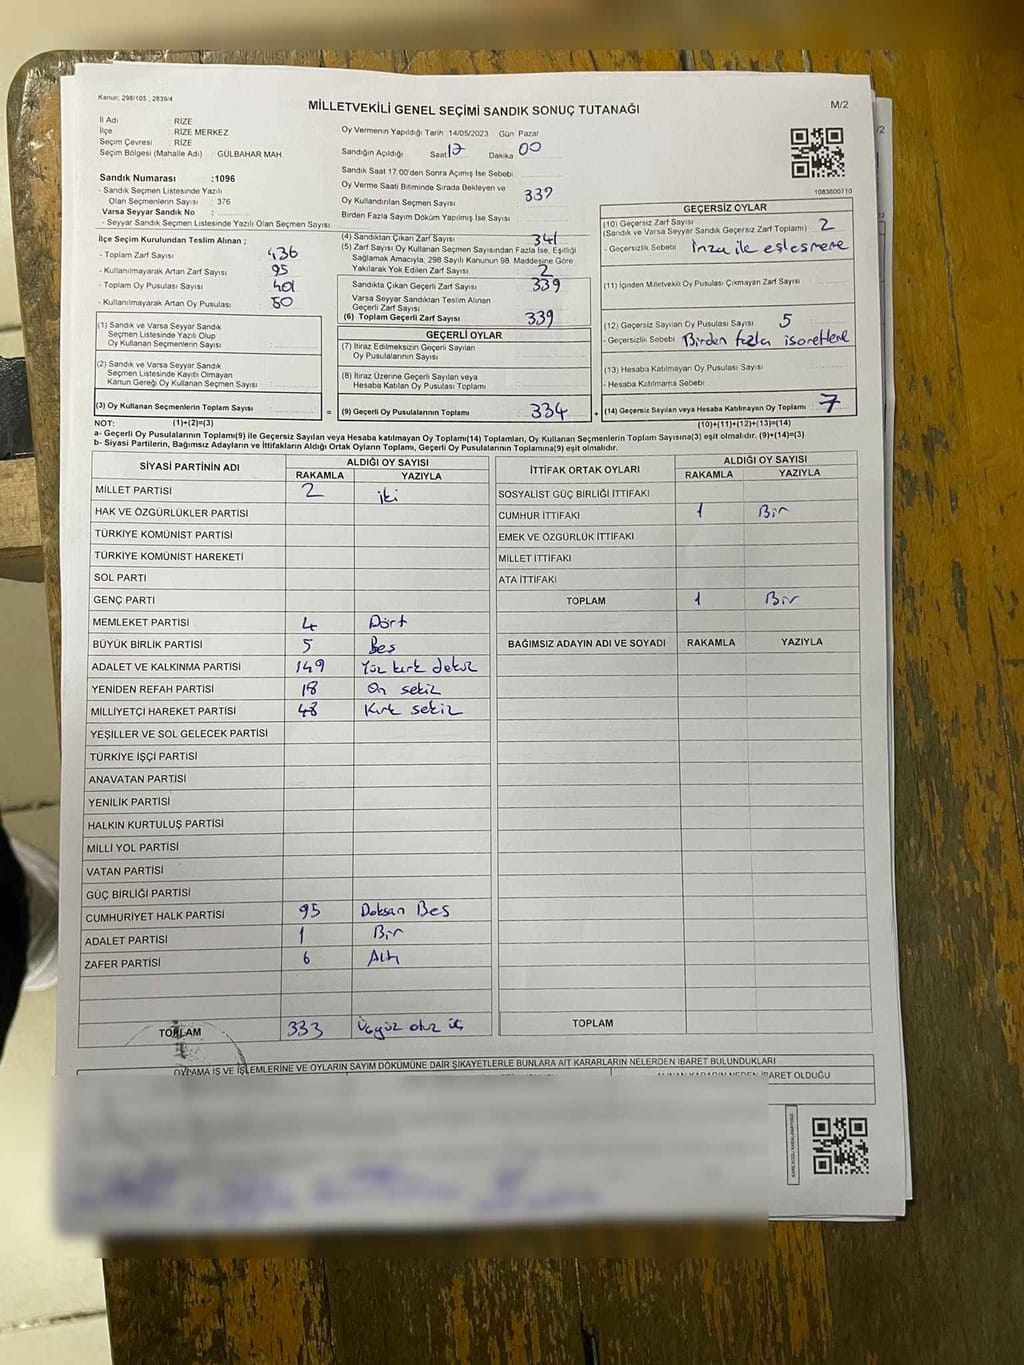 Kanun; 298/105 , 2839/4
MİLLETVEKİLİ GENEL SEÇİMİ SANDIK SONUÇ TUTANAĞI
M/2
İl Adı : RİZE
İlçe : RİZE MERKEZ
Seçim Çevresi : RİZE
Seçim Bölgesi (Mahalle Adı) : GÜLBAHAR MAH
Oy Vermenin Yapıldığı Tarih :14/05/2023 Gün: Pazar
Sandığın Açıldığı Saat 17 Dakika 00
Sandık Saat 17:00'den Sonra Açımış İse Sebebi
Oy Verme Saati Bitiminde Sırada Bekleyen ve
Oy Kullandırılan Seçmen Sayısı 339
Birden Fazla Sayım Döküm Yapılmış İse Sayısı
1083600710
Sandık Numarası :1096
- Sandık Seçmen Listesinde Yazılı
Olan Seçmenlerin Sayısı : 376
Varsa Seyyar Sandık No :
- Seyyar Sandık Seçmen Listesinde Yazılı Olan Seçmen Sayısı:
İlçe Seçim Kurulundan Teslim Alınan ;
- Toplam Zarf Sayısı 436
- Kullanılmayarak Artan Zarf Sayısı 95
- Toplam Oy Pusulası Sayısı 401
- Kullanılmayarak Artan Oy Pusulası 60
(1) Sandık ve Varsa Seyyar Sandık
Seçmen Listesinde Yazılı Olup
Oy Kullanan Seçmenlerin Sayısı
(2) Sandık ve Varsa Seyyar Sandık
Seçmen Listesinde Kayıtlı Olmayan
Kanun Gereği Oy Kullanan Seçmen Sayısı
(3) Oy Kullanan Seçmenlerin Toplam Sayısı =
(1)+(2)=(3)
(4) Sandıktan Çıkan Zarf Sayısı 341
(5) Zarf Sayısı Oy Kullanan Seçmen Sayısından Fazla İse, Eşitliği
Sağlamak Amacıyla, 298 Sayılı Kanunun 98. Maddesine Göre
Yakılarak Yok Edilen Zarf Sayısı 2
Sandıkta Çıkan Geçerli Zarf Sayısı 339
Varsa Seyyar Sandıktan Teslim Alınan
Geçerli Zarf Sayısı
(6) Toplam Geçerli Zarf Sayısı 339
GEÇERLİ OYLAR
(7) İtiraz Edilmeksizin Geçerli Sayılan
Oy Pusulalarının Sayısı
(8) İtiraz Üzerine Geçerli Sayılan veya
Hesaba Katılan Oy Pusulası Toplamı
(9) Geçerli Oy Pusulalarının Toplamı 334 +
GEÇERSİZ OYLAR
(10) Geçersiz Zarf Sayısı 2
(Sandık ve Varsa Seyyar Sandık Geçersiz Zarf Toplamı)
- Geçersizlik Sebebi İnza ile eşleşmene
(11) İçinden Milletvekili Oy Pusulası Çıkmayan Zarf Sayısı
(12) Geçersiz Sayılan Oy Pusulası Sayısı 5
- Geçersizlik Sebebi Birden fazla isaretleme
(13) Hesaba Katılmayan Oy Pusulası Sayısı
- Hesaba Katılmama Sebebi
(14) Geçersiz Sayılan veya Hesaba Katılmayan Oy Toplamı 7
(10)+(11)+(12)+(13)=(14)
NOT:
a- Geçerli Oy Pusulalarının Toplamı(9) ile Geçersiz Sayılan veya Hesaba katılmayan Oy Toplamı(14) Toplamları, Oy Kullanan Seçmenlerin Toplam Sayısına(3) eşit olmalıdır. (9)+(14)=(3)
b- Siyasi Partilerin, Bağımsız Adayların ve İttifakların Aldığı Ortak Oyların Toplamı, Geçerli Oy Pusulalarının Toplamına(9) eşit olmalıdır.
SİYASİ PARTİNİN ADI ALDIĞI OY SAYISI
RAKAMLA YAZIYLA
MİLLET PARTİSİ 2 iki
HAK VE ÖZGÜRLÜKLER PARTİSİ
TÜRKİYE KOMÜNİST PARTİSİ
TÜRKİYE KOMÜNİST HAREKETİ
SOL PARTİ
GENÇ PARTİ
MEMLEKET PARTİSİ 4 Dört
BÜYÜK BİRLİK PARTİSİ 5 Beş
ADALET VE KALKINMA PARTİSİ 149 Yüz kırk dokuz
YENİDEN REFAH PARTİSİ 18 On sekiz
MİLLİYETÇİ HAREKET PARTİSİ 48 Kırk sekiz
YEŞİLLER VE SOL GELECEK PARTİSİ
TÜRKİYE İŞÇİ PARTİSİ
ANAVATAN PARTİSİ
YENİLİK PARTİSİ
HALKIN KURTULUŞ PARTİSİ
MİLLİ YOL PARTİSİ
VATAN PARTİSİ
GÜÇ BİRLİĞİ PARTİSİ
CUMHURİYET HALK PARTİSİ 95 Doksan Beş
ADALET PARTİSİ 1 Bir
ZAFER PARTİSİ 6 Altı
TOPLAM 333 Üçyüz otuz üç
İTTİFAK ORTAK OYLARI ALDIĞI OY SAYISI
RAKAMLA YAZIYLA
SOSYALİST GÜÇ BİRLİĞİ İTTİFAKI
CUMHUR İTTİFAKI 1 Bir
EMEK VE ÖZGÜRLÜK İTTİFAKI
MİLLET İTTİFAKI
ATA İTTİFAKI
TOPLAM 1 Bir
BAĞIMSIZ ADAYIN ADI VE SOYADI RAKAMLA YAZIYLA
TOPLAM
OYLAMA İŞ VE İŞLEMLERİNE VE OYLARIN SAYIM DÖKÜMÜNE DAİR ŞİKAYETLERLE BUNLARA AİT KARARLARIN NELERDEN İBARET BULUNDUKLARI
ALINAN KARARIN NEDEN İBARET OLDUĞU